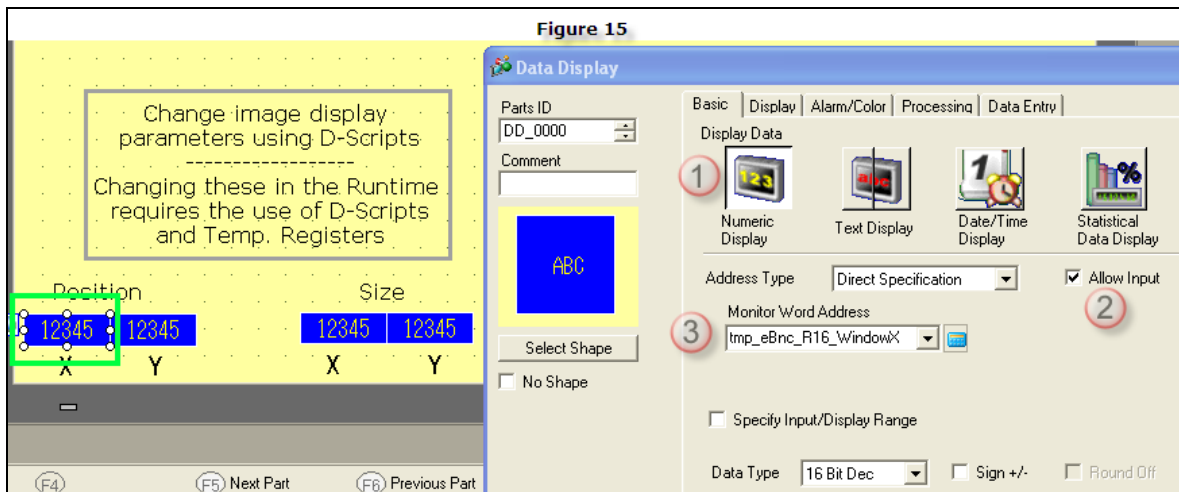 Figure 15
Change image display
parameters using D-Scripts
------------------
Changing these in the Runtime
requires the use of D-Scripts
and Temp. Registers
Position
Size
12345
12345
12345
12345
X
Y
X
Y
F4
F5 Next Part
F6 Previous Part
Data Display
Parts ID
DD_0000
Comment
ABC
Select Shape
No Shape
Basic
Display
Alarm/Color
Processing
Data Entry
Display Data
1
123
abc
1
%
Numeric
Display
Text Display
Date/Time
Display
Statistical
Data Display
Address Type
Direct Specification
Allow Input
2
Monitor Word Address
3
tmp_eBnc_R16_WindowX
Specify Input/Display Range
Data Type
16 Bit Dec
Sign +/-
Round Off